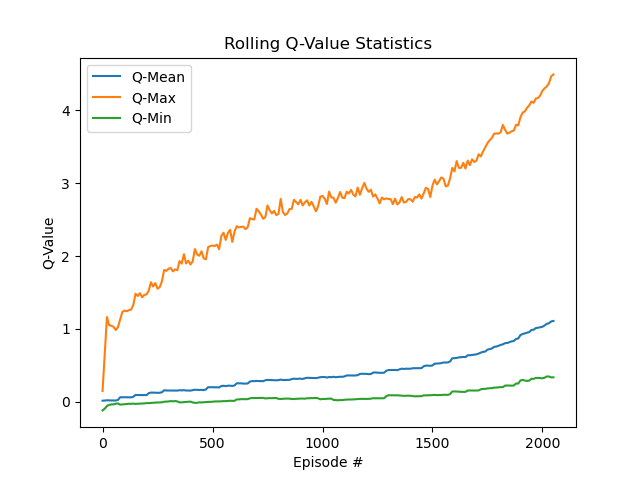 Rolling Q-Value Statistics
Q-Mean
Q-Max
Q-Min
Q-Value
4
3
2
1
0
0 500 1000 1500 2000
Episode #